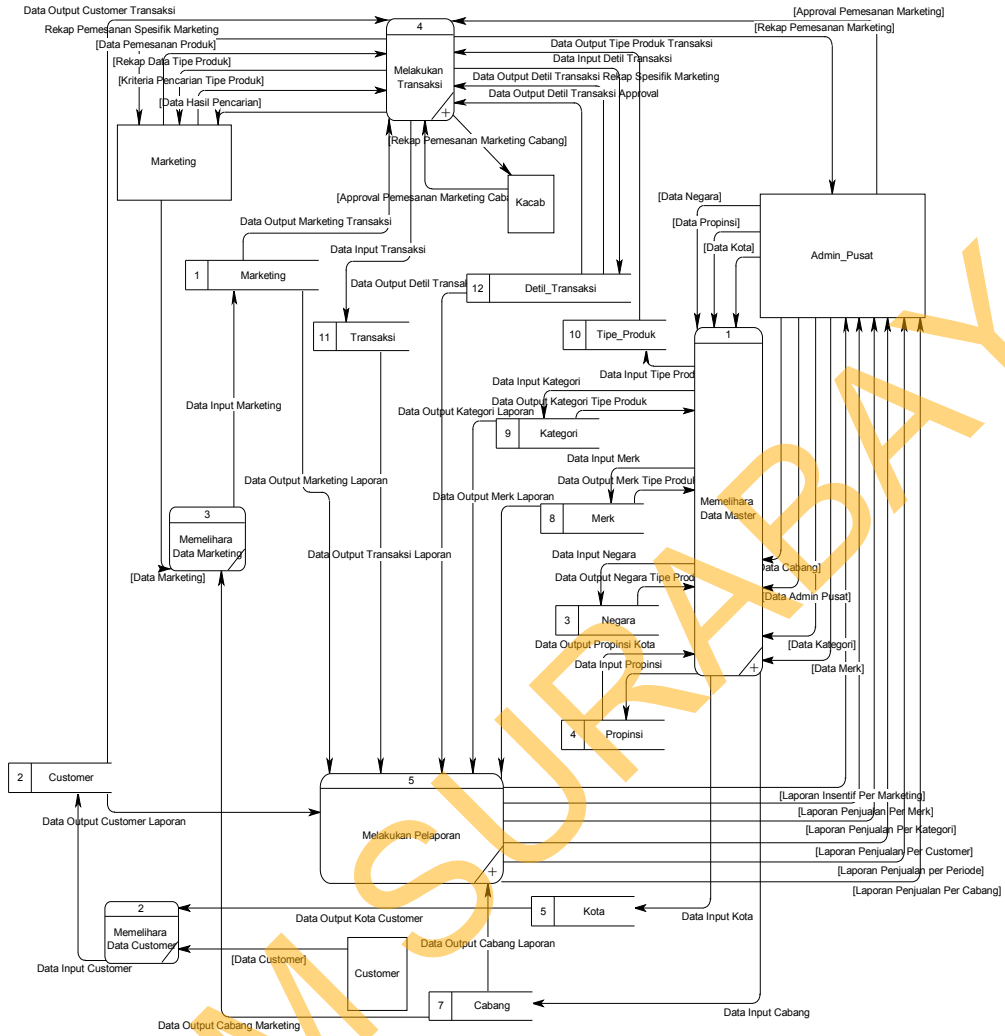 Data Output Customer Transaksi
Rekap Pemesanan Spesifik Marketing
[Data Pemesanan Produk]
[Rekap Data Tipe Produk]
[Kriteria Pencarian Tipe Produk]
[Data Hasil Pencarian]
4
Melakukan
Transaksi
+
[Approval Pemesanan Marketing]
[Rekap Pemesanan Marketing]
Data Output Tipe Produk Transaksi
Data Input Detil Transaksi
Data Output Detil Transaksi Rekap Spesifik Marketing
Data Output Detil Transaksi Approval
[Rekap Pemesanan Marketing Cabang]
Marketing
Kacab
[Approval Pemesanan Marketing Caba
[Data Negara]
[Data Propinsi]
[Data Kota]
Admin_Pusat
Data Output Marketing Transaksi
Data Input Transaksi
1
Marketing
Data Output Detil Transak
12
Detil_Transaksi
11
Transaksi
10
Tipe_Produk
1
Data Input Tipe Prod
Data Input Kategori
Data Output Kategori Tipe Produk
Data Output Kategori Laporan
Data Input Marketing
9
Kategori
Data Input Merk
Data Output Merk Tipe Produk
Data Output Marketing Laporan
Data Output Merk Laporan
Memelihara
Data Master
8
Merk
3
Memelihara
Data Marketing
[Data Marketing]
Data Output Transaksi Laporan
Data Input Negara
Data Output Negara Tipe Prod
Data Cabang]
[Data Admin Pusat]
3
Negara
Data Output Propinsi Kota
Data Input Propinsi
[Data Kategori]
[Data Merk]
+
4
Propinsi
2
Customer
5
Melakukan Pelaporan
+
Data Output Customer Laporan
[Laporan Insentif Per Marketing]
[Laporan Penjualan Per Merk]
[Laporan Penjualan Per Kategori]
[Laporan Penjualan Per Customer]
[Laporan Penjualan per Periode]
[Laporan Penjualan Per Cabang]
2
Memelihara
Data Customer
Data Output Kota Customer
5
Kota
Data Input Kota
Data Output Cabang Laporan
[Data Customer]
Customer
Data Input Customer
7
Cabang
Data Input Cabang
Data Output Cabang Marketing
M SURABAY